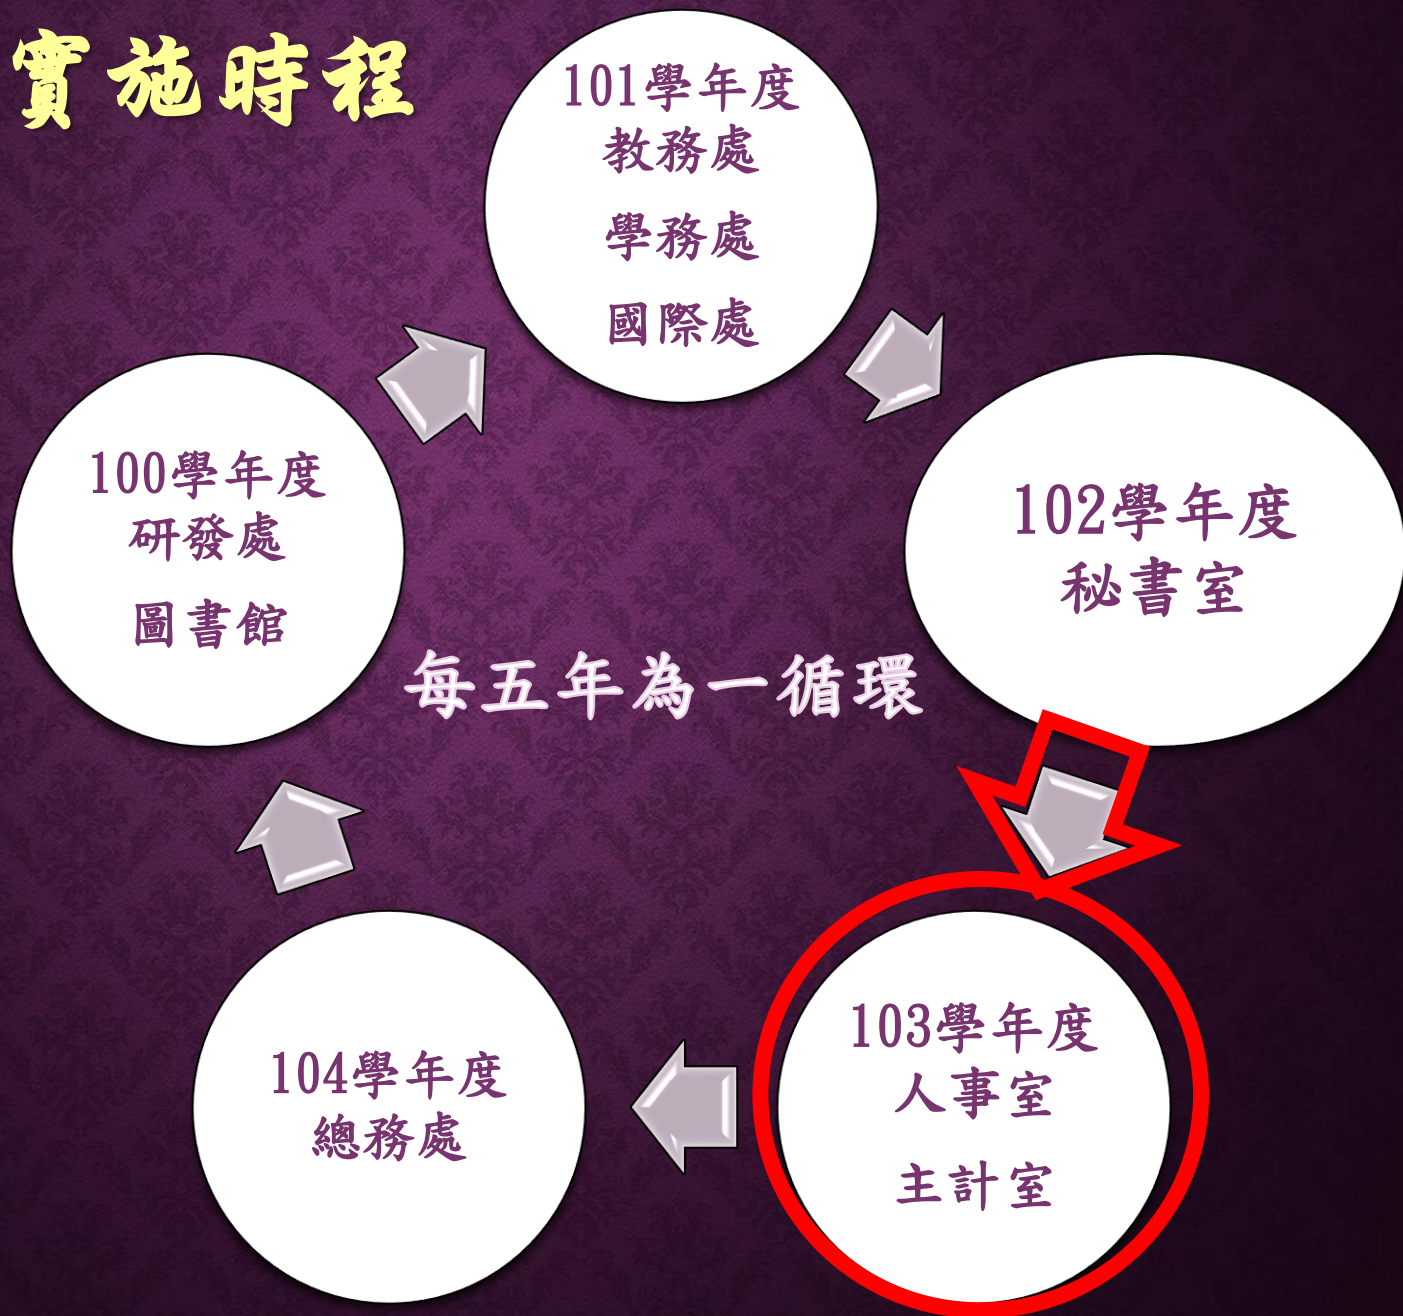 實施時程
101學年度
教務處
學務處
國際處
100學年度
研發處
圖書館
102學年度
秘書室
每五年為一循環
103學年度
人事室
主計室
104學年度
總務處